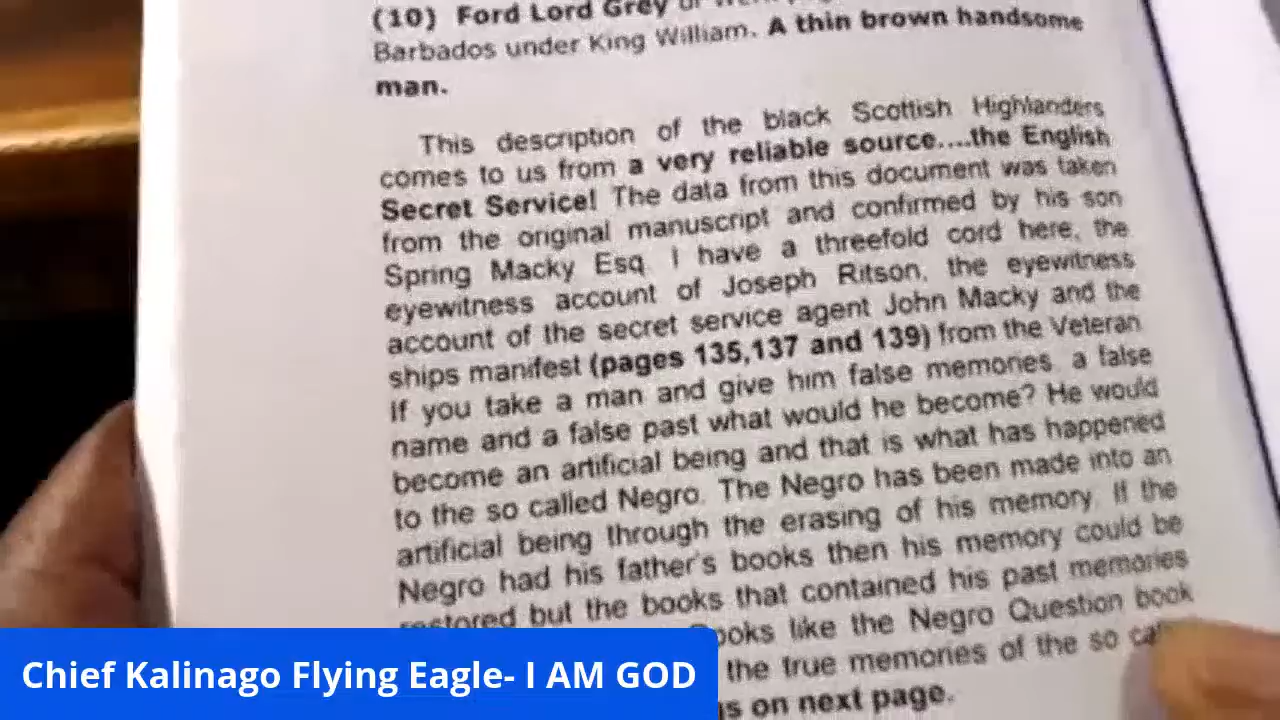 (10) Ford Lord Grey of
Barbados under King William. A thin brown handsome
man.
This description of the black Scottish Highlanders
comes to us from a very reliable source....the English
Secret Service! The data from this document was taken
from the original manuscript and confirmed by his son
Spring Macky Esq. I have a threefold cord here, the
eyewitness account of Joseph Ritson, the eyewitness
account of the secret service agent John Macky and the
ships manifest (pages 135,137 and 139) from the Veteran.
If you take a man and give him false memories, a false
name and a false past what would he become? He would
become an artificial being and that is what has happened
to the so called Negro. The Negro has been made into an
artificial being through the erasing of his memory. If the
Negro had his father's books then his memory could be
restored but the books that contained his past memories
Books like the Negro Question book
the true memories of the so
on next page.
Chief Kalinago Flying Eagle- I AM GOD